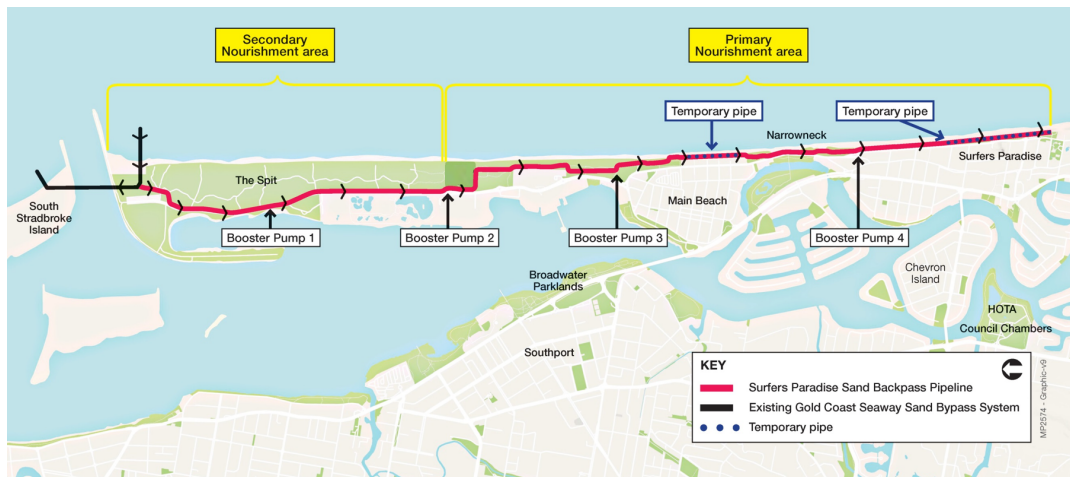 Secondary
Nourishment area
Primary
Nourishment area
Temporary pipe
Temporary pipe
Narrowneck
Surfers Paradise
The Spit
South
Stradbroke
Island
Main Beach
Booster Pump 1
Booster Pump 2
Booster Pump 3
Booster Pump 4
Broadwater
Parklands
Chevron
Island
HOTA
Council Chambers
Southport
KEY
Surfers Paradise Sand Backpass Pipeline
Existing Gold Coast Seaway Sand Bypass System
Temporary pipe
MP2574 - Graphic-v9